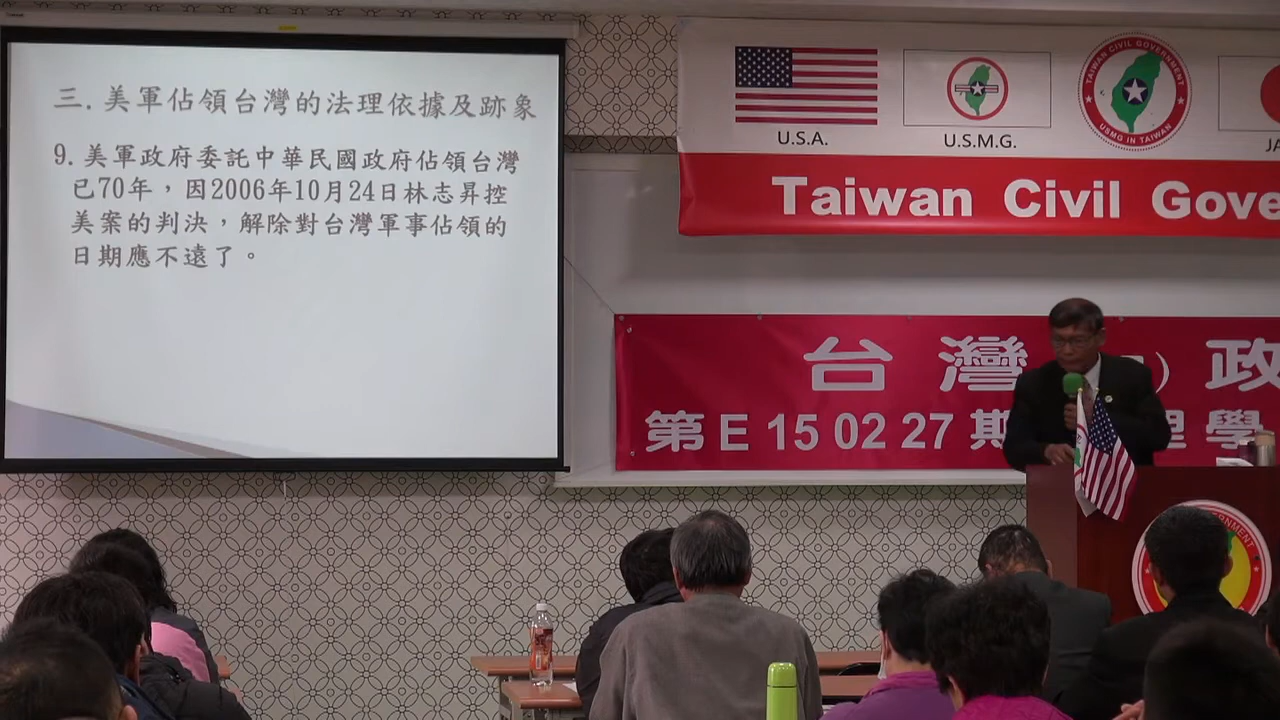 三. 美軍佔領台灣的法理依據及跡象
9. 美軍政府委託中華民國政府佔領台灣
已70年，因2006年10月24日林志昇控
美案的判決，解除對台灣軍事佔領的
日期應不遠了。
U.S.A.
U.S.M.G.
TAIWAN CIVIL GOVERNMENT
USMG IN TAIWAN
JA
Taiwan Civil Gove
台灣 ) 政
第E 15 02 27期 理學